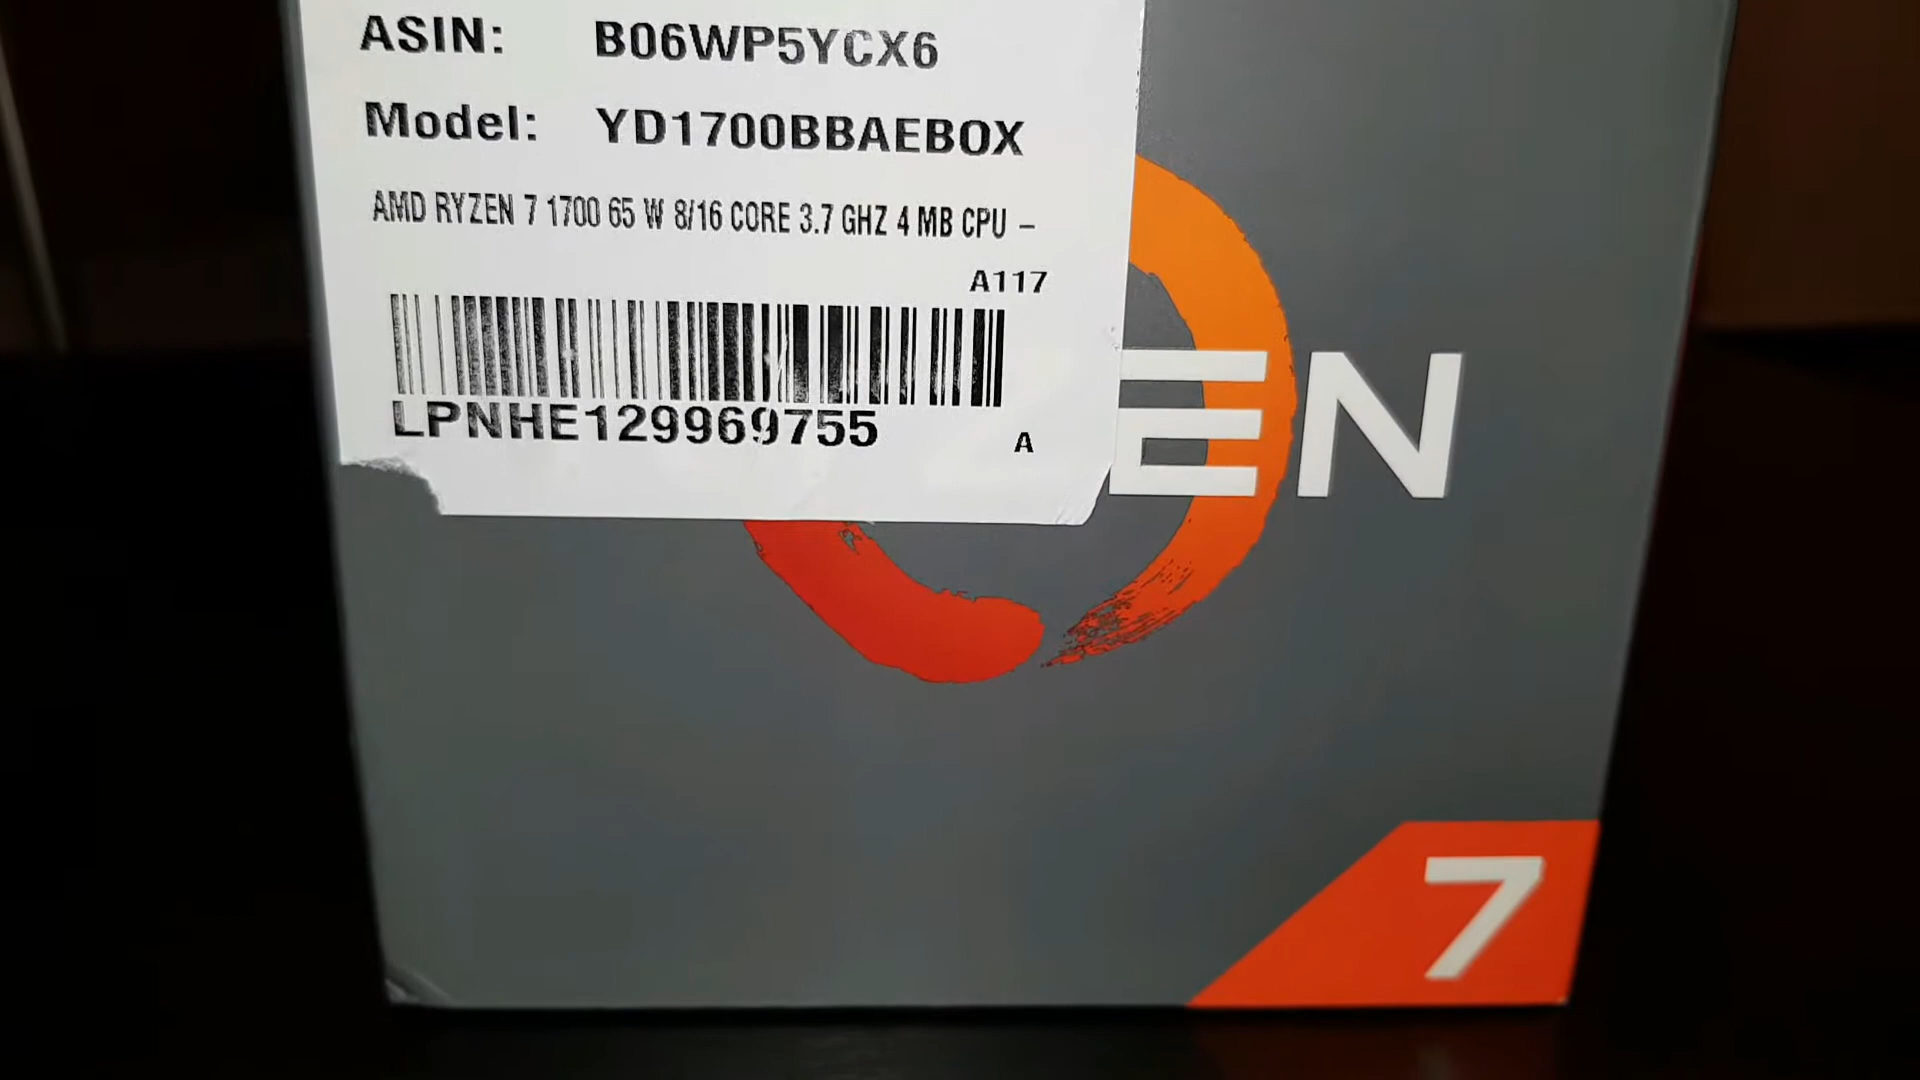 ASIN: B06WP5YCX6
Model: YD1700BBAEBOX
AMD RYZEN 7 1700 65 W 8/16 CORE 3.7 GHZ 4 MB CPU –
A117
LPNHE129969755
A
EN
7